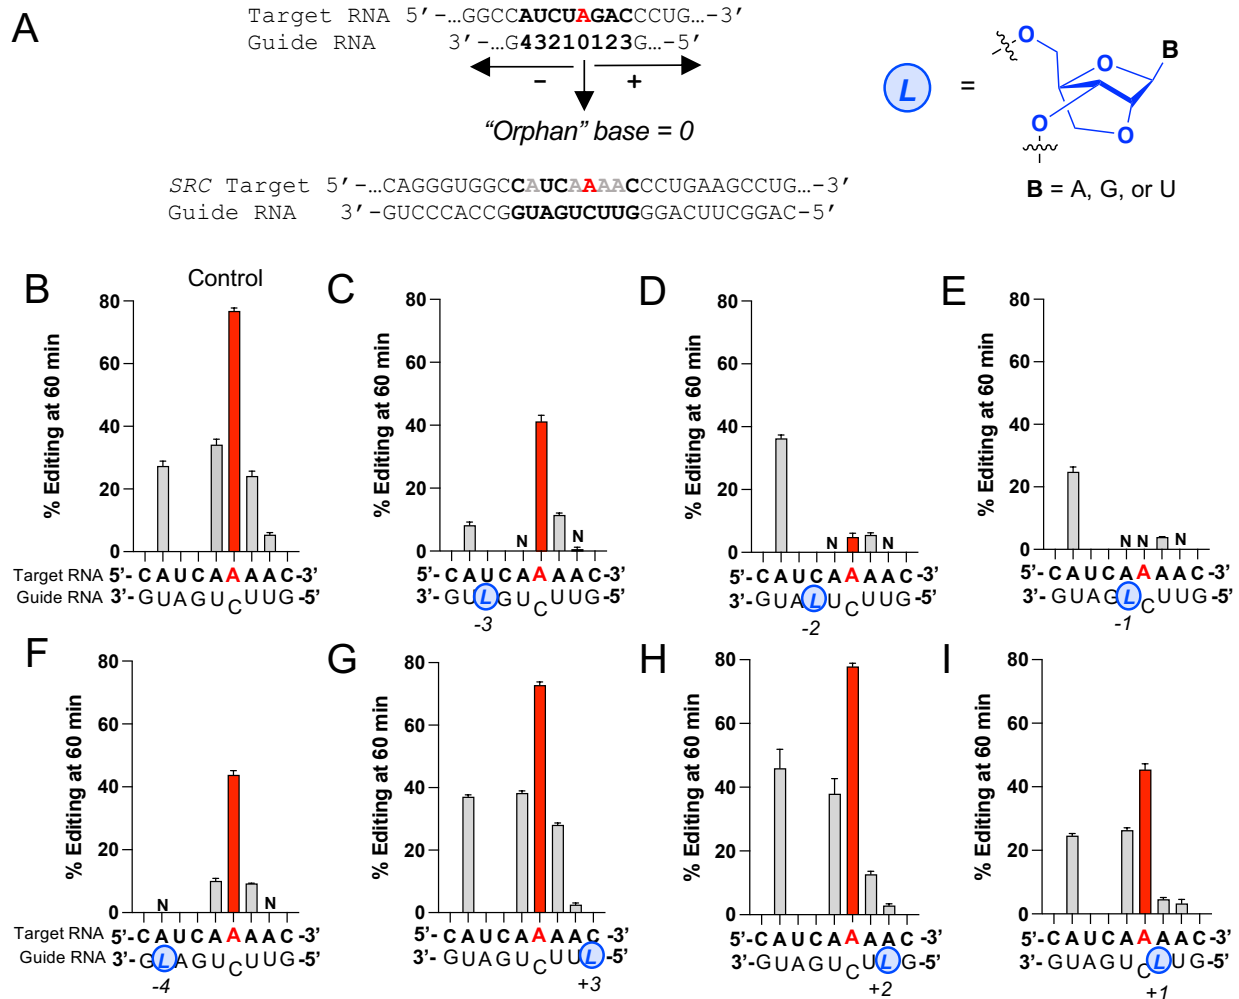 A
Target RNA 5′-…GGCCAUCUAGACCCUG…-3′
Guide RNA 3′-…G43210123G…-5′
− +
“Orphan” base = 0
L =
O
O
B
O
O
B = A, G, or U
SRC Target 5′-…CAGGGUGGCCAUCAAAACCCUGAAGCCUG…-3′
Guide RNA 3′-GUCCCACCGGUAGUCUUGGGACUUCGGAC-5′
B
Control
% Editing at 60 min
80
60
40
20
0
Target RNA 5'-CAUCAAAAC-3'
Guide RNA 3'-GUAGUCUUG-5'
C
% Editing at 60 min
80
60
40
20
0
N N
5'-CAUCAAAAC-3'
3'-GULGUCUUG-5'
-3
D
% Editing at 60 min
80
60
40
20
0
N N
5'-CAUCAAAAC-3'
3'-GUALUCUUG-5'
-2
E
% Editing at 60 min
80
60
40
20
0
N N N
5'-CAUCAAAAC-3'
3'-GUAGLCUUG-5'
-1
F
% Editing at 60 min
80
60
40
20
0
N N
Target RNA 5'-CAUCAAAAC-3'
Guide RNA 3'-GLAGUCUUG-5'
-4
G
% Editing at 60 min
80
60
40
20
0
5'-CAUCAAAAC-3'
3'-GUAGUCUUL-5'
+3
H
% Editing at 60 min
80
60
40
20
0
5'-CAUCAAAAC-3'
3'-GUAGUCULG-5'
+2
I
% Editing at 60 min
80
60
40
20
0
5'-CAUCAAAAC-3'
3'-GUAGUCLUG-5'
+1